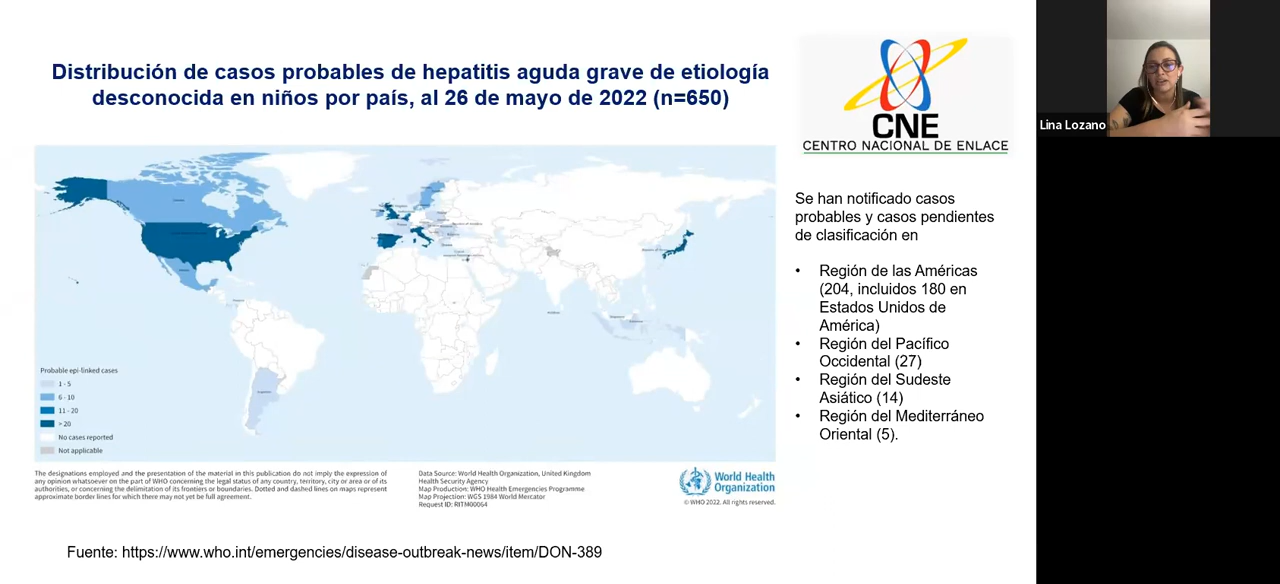 Distribución de casos probables de hepatitis aguda grave de etiología
desconocida en niños por país, al 26 de mayo de 2022 (n=650)
CNE
CENTRO NACIONAL DE ENLACE
Lina Lozano
Se han notificado casos
probables y casos pendientes
de clasificación en
• Región de las Américas
(204, incluidos 180 en
Estados Unidos de
América)
• Región del Pacífico
Occidental (27)
• Región del Sudeste
Asiático (14)
• Región del Mediterráneo
Oriental (5).
Probable epi-linked cases
1 - 5
6 - 10
11 - 20
> 20
No cases reported
Not applicable
The designations employed and the presentation of the material in this publication do not imply the expression of
any opinion whatsoever on the part of WHO concerning the legal status of any country, territory, city or area or of its
authorities, or concerning the delimitation of its frontiers or boundaries. Dotted and dashed lines on maps represent
approximate border lines for which there may not yet be full agreement.
Data Source: World Health Organization, United Kingdom
Health Security Agency
Map Production: WHO Health Emergencies Programme
Map Projection: WGS 1984 World Mercator
Request ID: RITM00064
World Health
Organization
© WHO 2022. All rights reserved.
Fuente: https://www.who.int/emergencies/disease-outbreak-news/item/DON-389